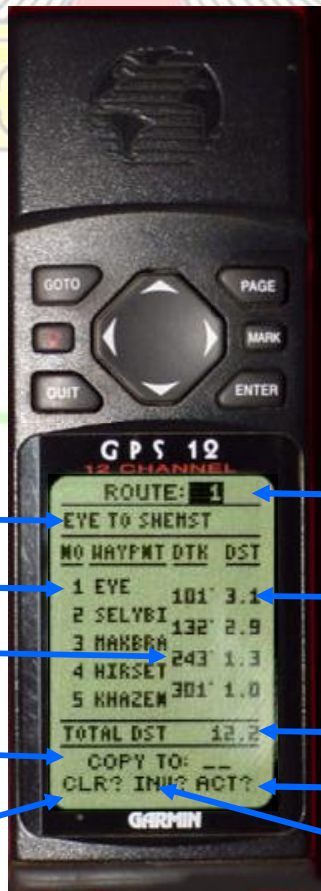 GOTO
PAGE
MARK
QUIT
ENTER
GPS 12
12 CHANNEL
ROUTE: 1
EYE TO SHEMST
NO WAYPNT DTK DST
1 EYE
101° 3.1
2 SELYBI
132° 2.9
3 MAKBRA
243° 1.3
4 HIRSET
301° 1.0
5 KHAZEM
TOTAL DST 12.2
COPY TO: __
CLR? INV? ACT?
GARMIN